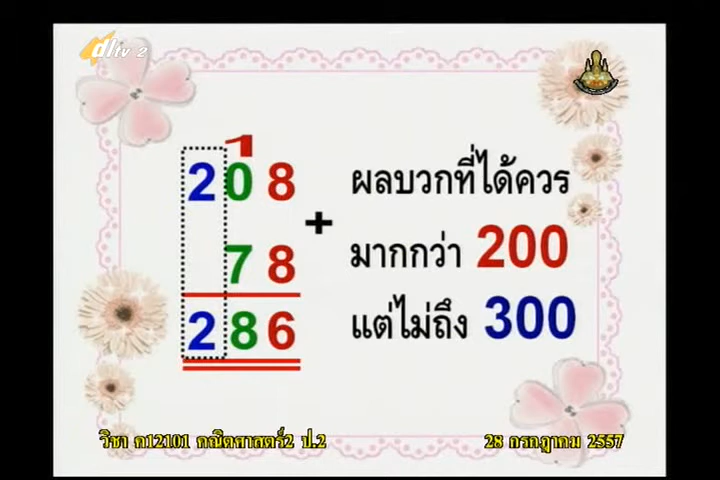 dltv 2
1
208
+
78
286
ผลบวกที่ได้ควร
มากกว่า 200
แต่ไม่ถึง 300
วิชา ค12101 คณิตศาสตร์2 ป.2
28 กรกฎาคม 2557